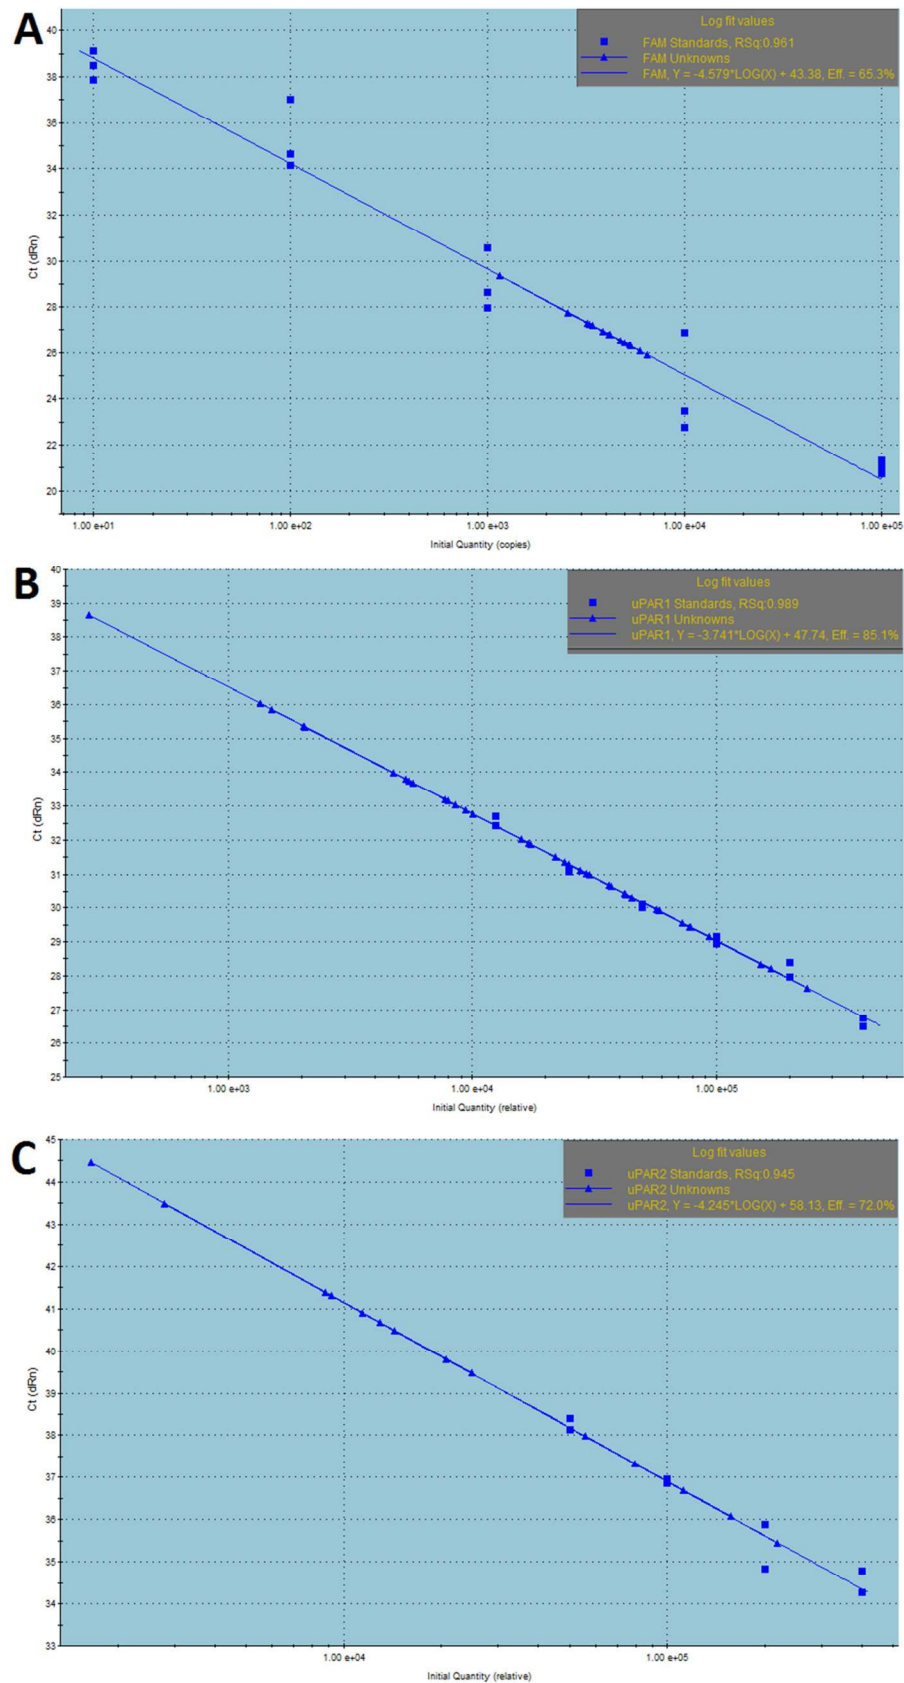 A
Log fit values
FAM Standards, RSq:0.961
FAM Unknowns
FAM, Y = -4.579*LOG(X) + 43.38, Eff. = 65.3%
40
38
36
34
32
30
28
26
24
22
20
Ct (dRn)
1.00 e+01 1.00 e+02 1.00 e+03 1.00 e+04 1.00 e+05
Initial Quantity (copies)
B
Log fit values
uPAR1 Standards, RSq:0.989
uPAR1 Unknowns
uPAR1, Y = -3.741*LOG(X) + 47.74, Eff. = 85.1%
40
39
38
37
36
35
34
33
32
31
30
29
28
27
26
25
Ct (dRn)
1.00 e+03 1.00 e+04 1.00 e+05
Initial Quantity (relative)
C
Log fit values
uPAR2 Standards, RSq:0.945
uPAR2 Unknowns
uPAR2, Y = -4.245*LOG(X) + 58.13, Eff. = 72.0%
45
44
43
42
41
40
39
38
37
36
35
34
33
Ct (dRn)
1.00 e+04 1.00 e+05
Initial Quantity (relative)